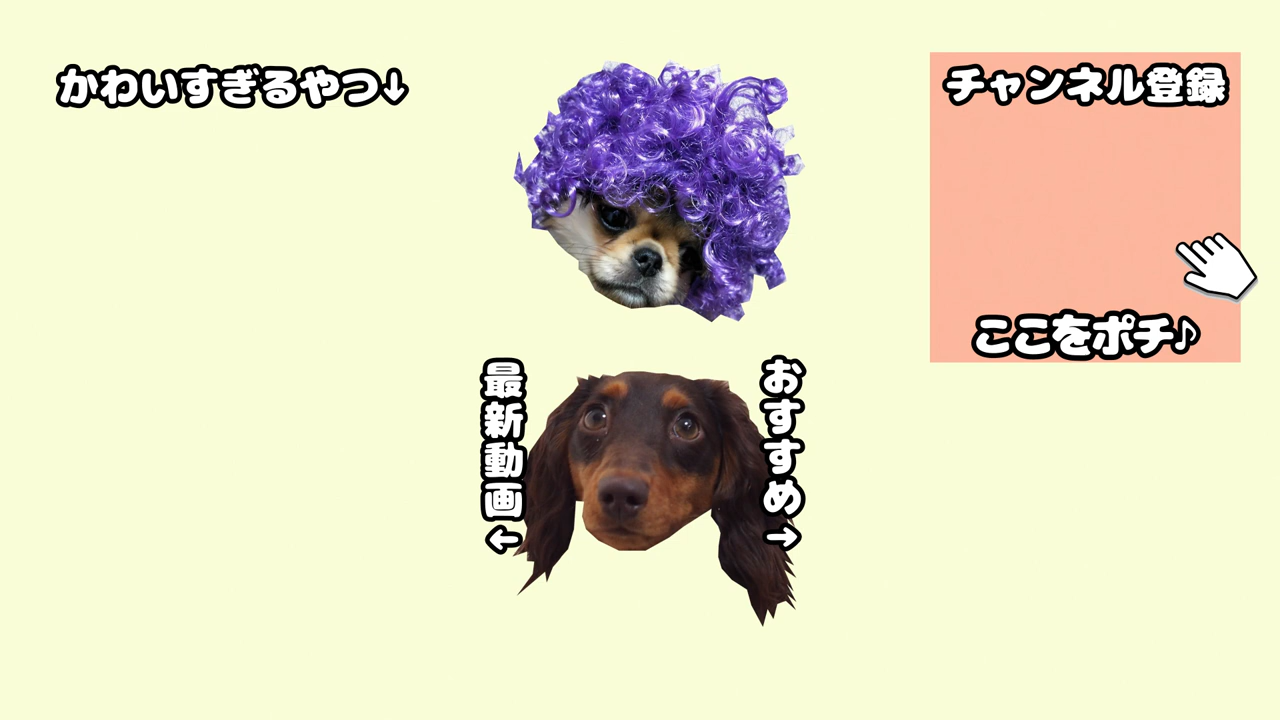 かわいすぎるやつ↓
チャンネル登録
ここをポチ♪
最新動画←
おすすめ→